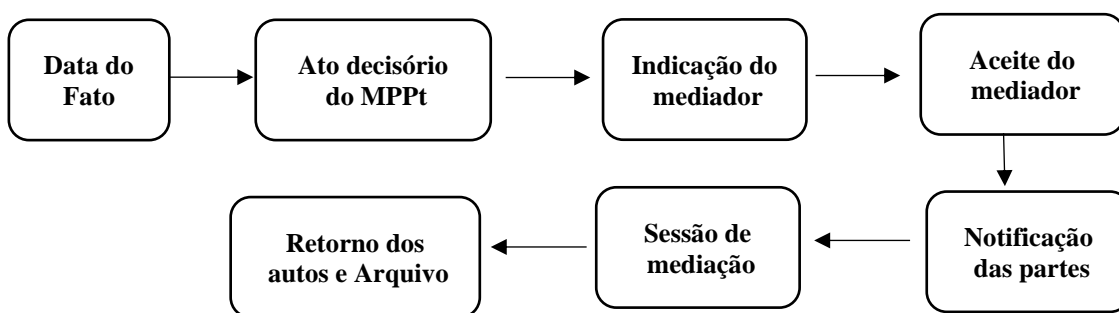 Data do
Fato
Ato decisório
do MPPt
Indicação do
mediador
Aceite do
mediador
Notificação
das partes
Sessão de
mediação
Retorno dos
autos e Arquivo